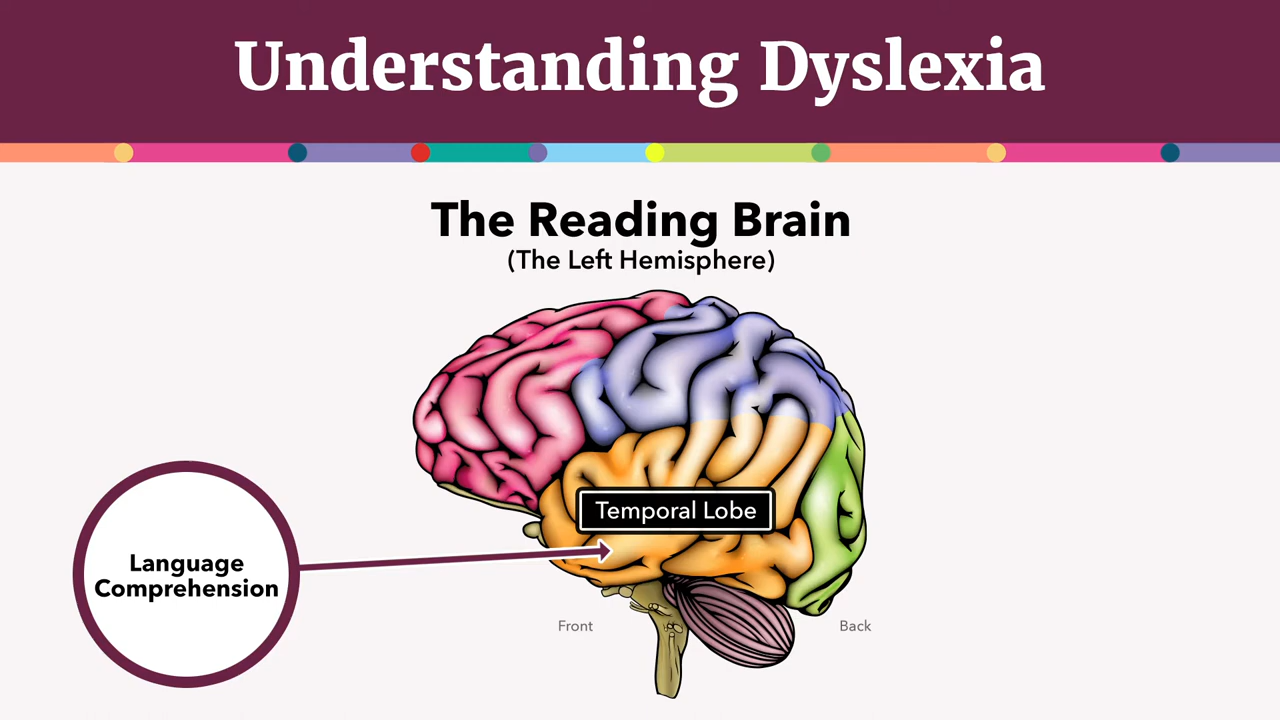 Understanding Dyslexia
The Reading Brain
(The Left Hemisphere)
Temporal Lobe
Language
Comprehension
Front
Back